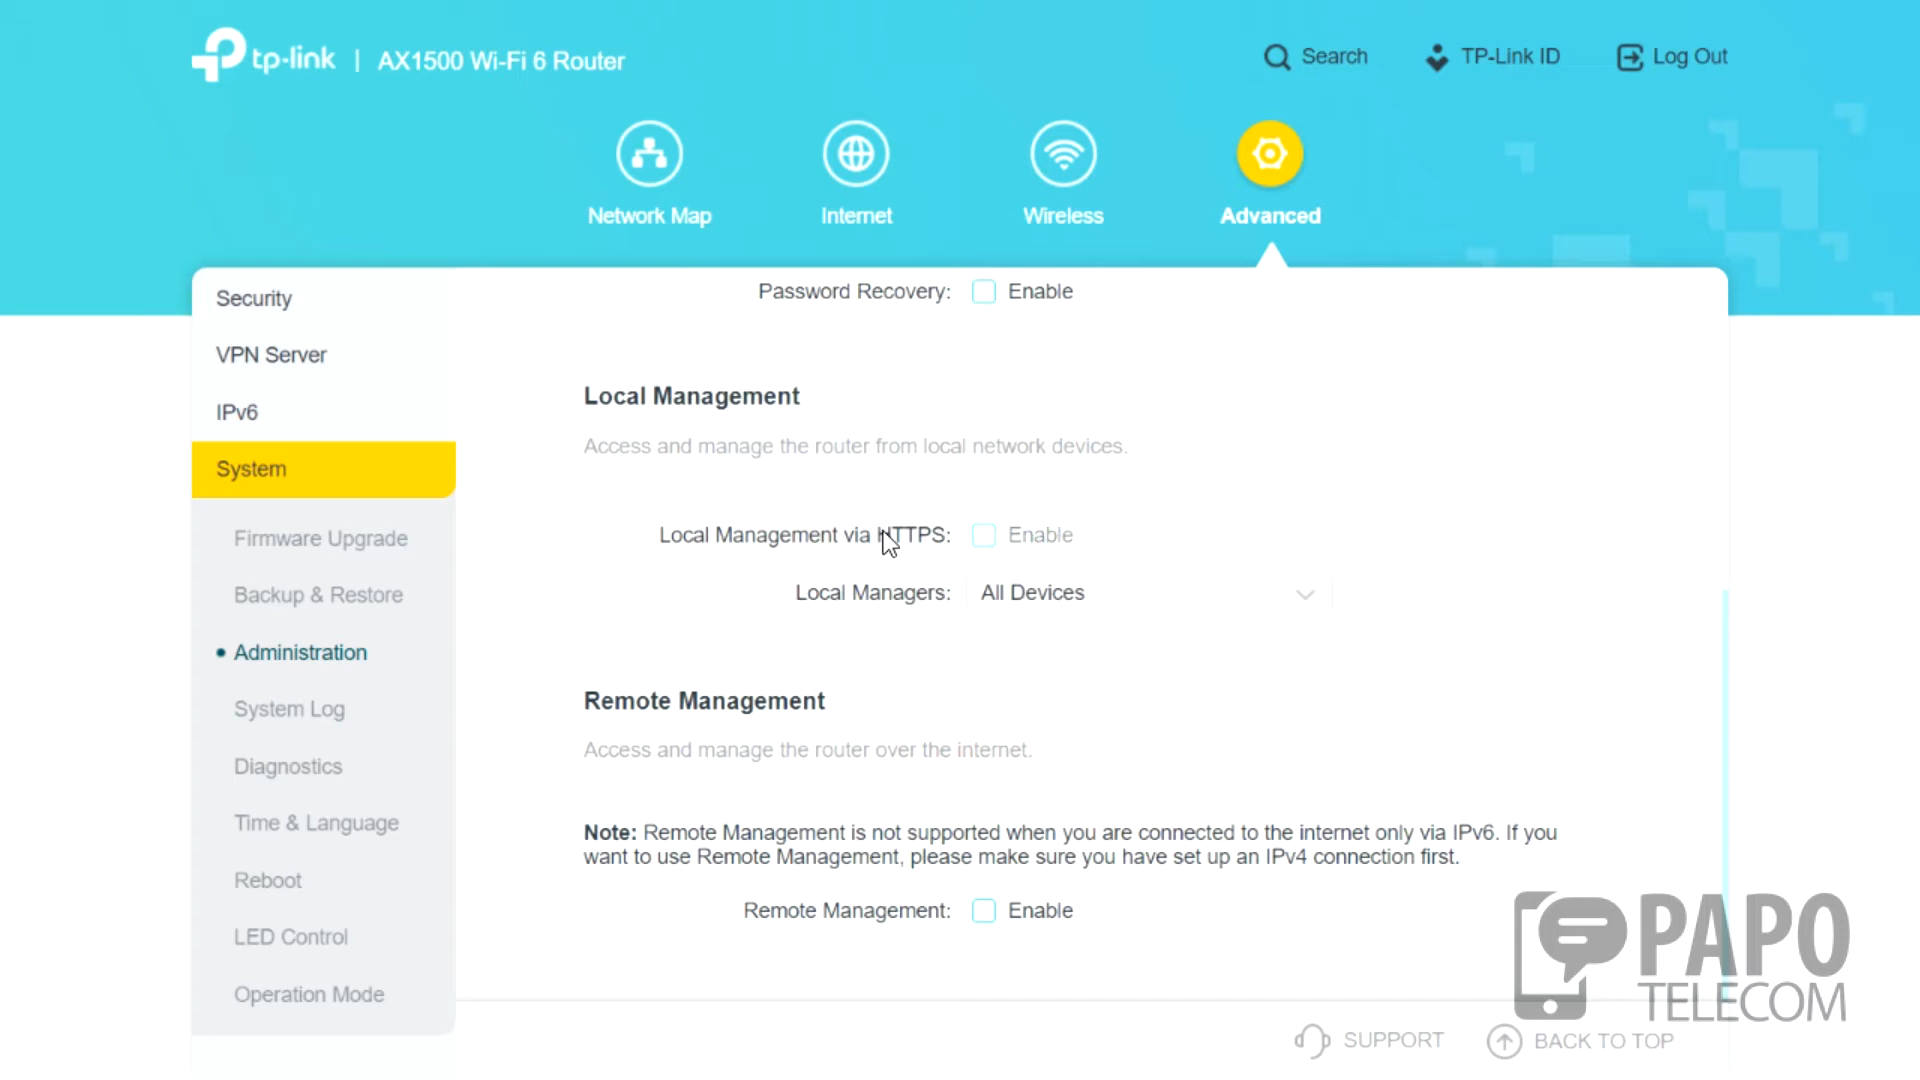 tp-link | AX1500 Wi-Fi 6 Router
Search
TP-Link ID
Log Out
Network Map
Internet
Wireless
Advanced
Security
VPN Server
IPv6
System
Firmware Upgrade
Backup & Restore
Administration
System Log
Diagnostics
Time & Language
Reboot
LED Control
Operation Mode
Password Recovery: Enable
Local Management
Access and manage the router from local network devices.
Local Management via HTTPS: Enable
Local Managers: All Devices
Remote Management
Access and manage the router over the internet.
Note: Remote Management is not supported when you are connected to the internet only via IPv6. If you
want to use Remote Management, please make sure you have set up an IPv4 connection first.
Remote Management: Enable
PAPO
TELECOM
SUPPORT
BACK TO TOP